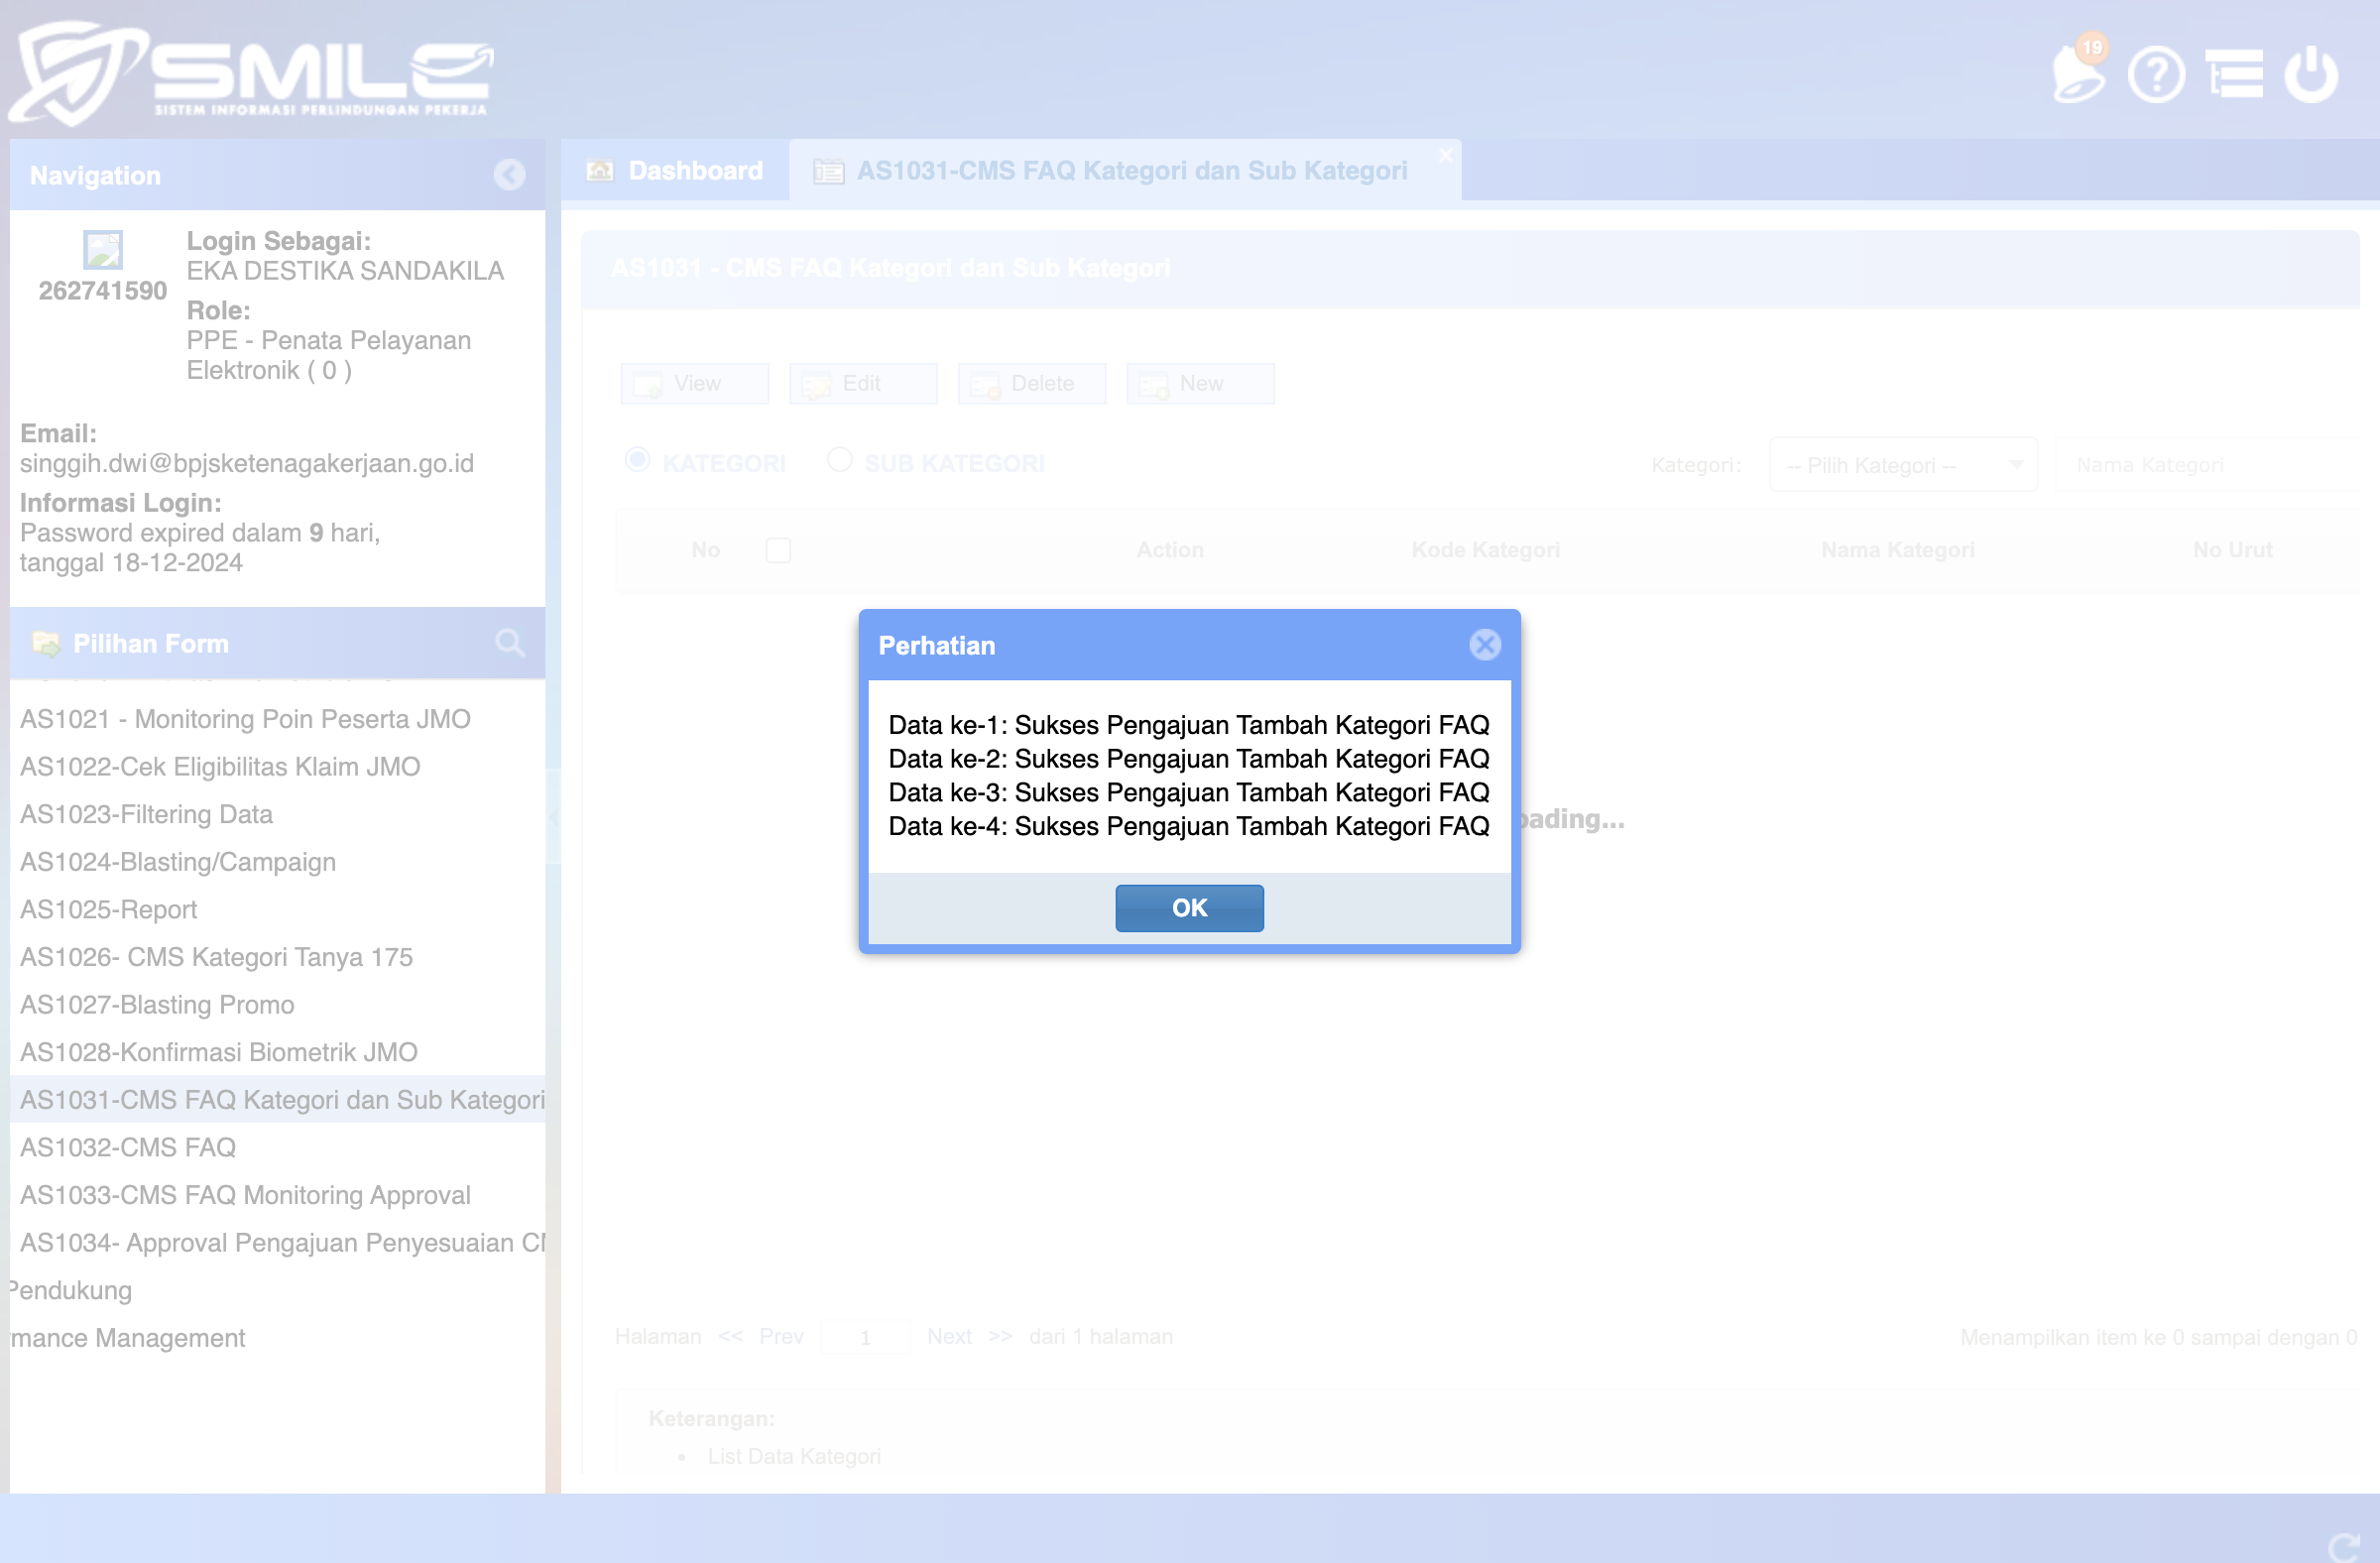 SMILE
SISTEM INFORMASI PERLINDUNGAN PEKERJA
19
Navigation
262741590
Login Sebagai:
EKA DESTIKA SANDAKILA
Role:
PPE - Penata Pelayanan
Elektronik ( 0 )
Email:
singgih.dwi@bpjsketenagakerjaan.go.id
Informasi Login:
Password expired dalam 9 hari,
tanggal 18-12-2024
Pilihan Form
AS1021 - Monitoring Poin Peserta JMO
AS1022-Cek Eligibilitas Klaim JMO
AS1023-Filtering Data
AS1024-Blasting/Campaign
AS1025-Report
AS1026- CMS Kategori Tanya 175
AS1027-Blasting Promo
AS1028-Konfirmasi Biometrik JMO
AS1031-CMS FAQ Kategori dan Sub Kategori
AS1032-CMS FAQ
AS1033-CMS FAQ Monitoring Approval
AS1034- Approval Pengajuan Penyesuaian
Pendukung
Management
Dashboard
AS1031-CMS FAQ Kategori dan Sub Kategori
AS1031 - CMS FAQ Kategori dan Sub Kategori
View Edit Delete New
KATEGORI SUB KATEGORI Kategori: -- Pilih Kategori -- Nama Kategori
No Action Kode Kategori Nama Kategori No Urut
Perhatian
Data ke-1: Sukses Pengajuan Tambah Kategori FAQ
Data ke-2: Sukses Pengajuan Tambah Kategori FAQ
Data ke-3: Sukses Pengajuan Tambah Kategori FAQ
Data ke-4: Sukses Pengajuan Tambah Kategori FAQ
OK
Halaman << Prev 1 Next >> dari 1 halaman Menampilkan item ke 0 sampai dengan 0
Keterangan:
• List Data Kategori